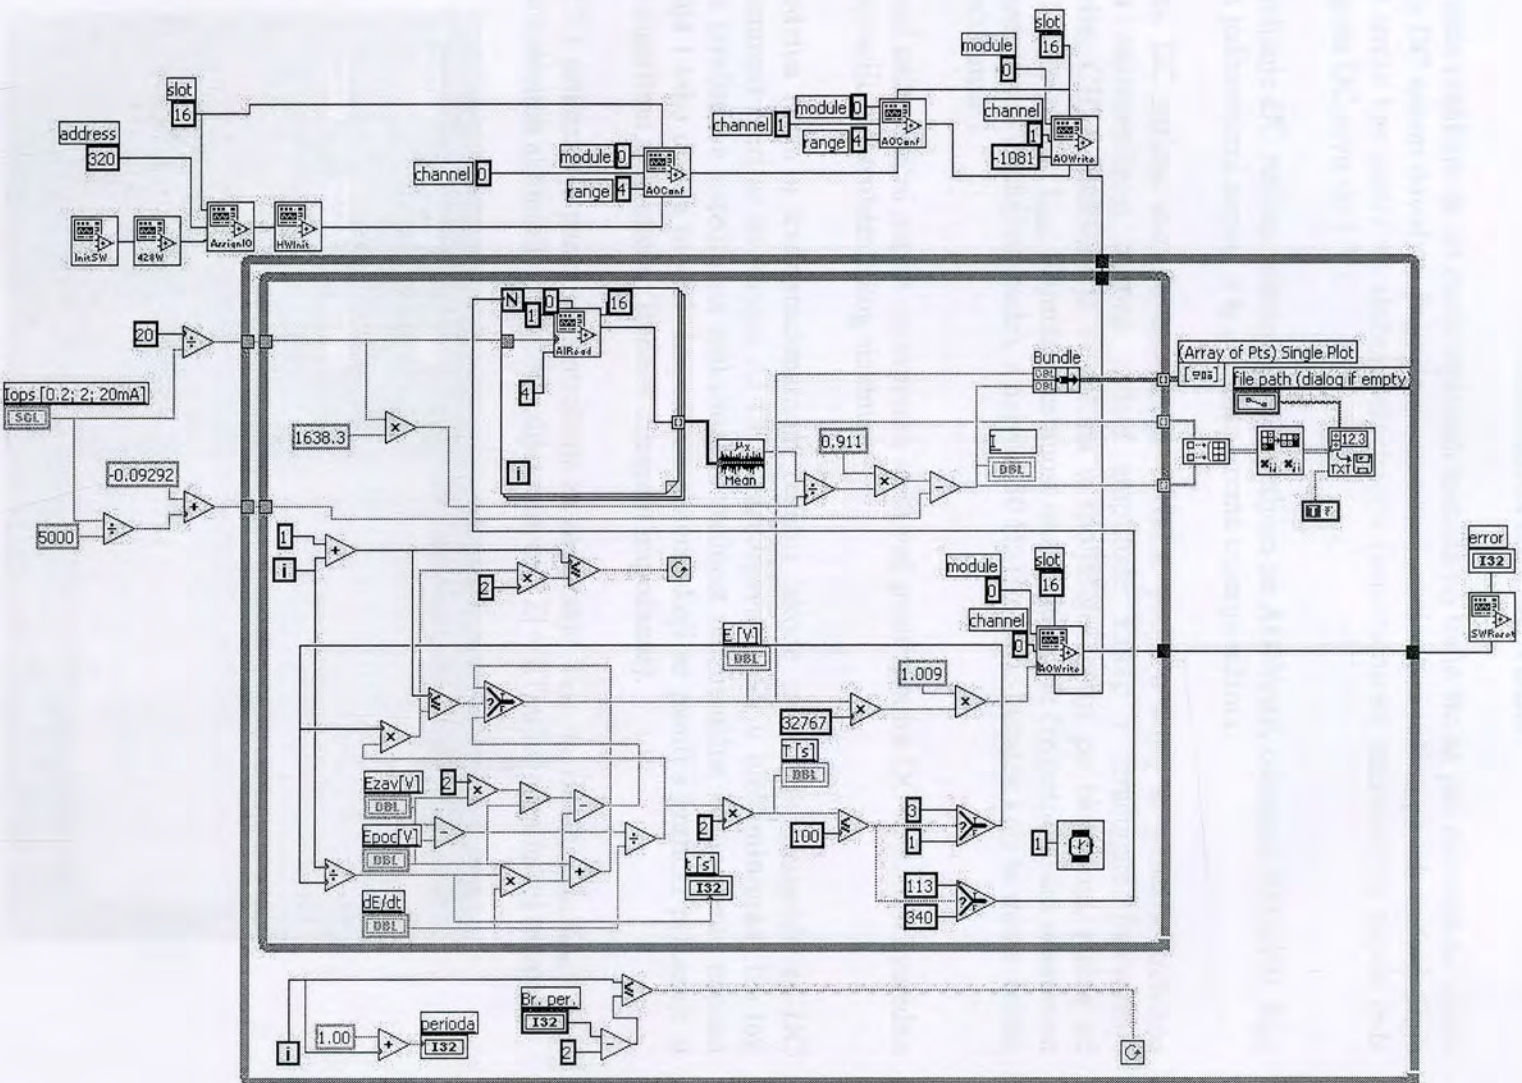 slot
16
module
0
slot
16
address
320
channel 0
module 0
range 4
AOConf
channel 1
module 0
range 4
AOConf
channel
1
-1081
AOWrite
InitSW
428W
AssignIO
HWInit
20
Iops [0.2; 2; 20mA]
SGL
-0.09292
5000
N
1
0
16
AIRead
4
i
1638.3
Mean
0.911
I
DBL
Bundle
DBL
DBL
(Array of Pts) Single Plot
file path (dialog if empty)
12.3
TXT
T F
error
I32
SWReset
1
i
2
module
0
slot
16
channel
0
AOWrite
E [V]
DBL
1.009
32767
T [s]
DBL
Ezav[V]
DBL
2
Epoc[V]
DBL
2
100
3
1
1
t [s]
I32
113
340
dE/dt
DBL
i
1.00
perioda
I32
Br. per.
I32
2